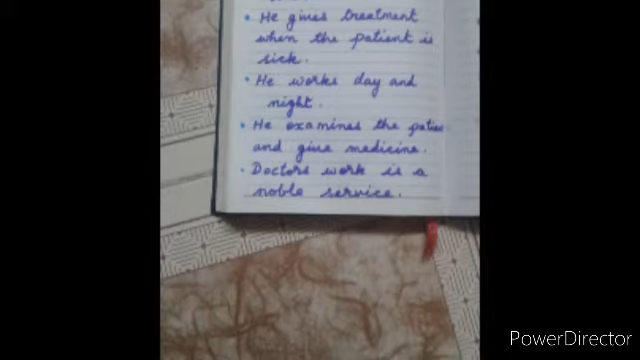 • He gives treatment
when the patient is
sick.
• He works day and
night.
• He examines the
and give medicine.
• Doctors work is a
noble service.
PowerDirector